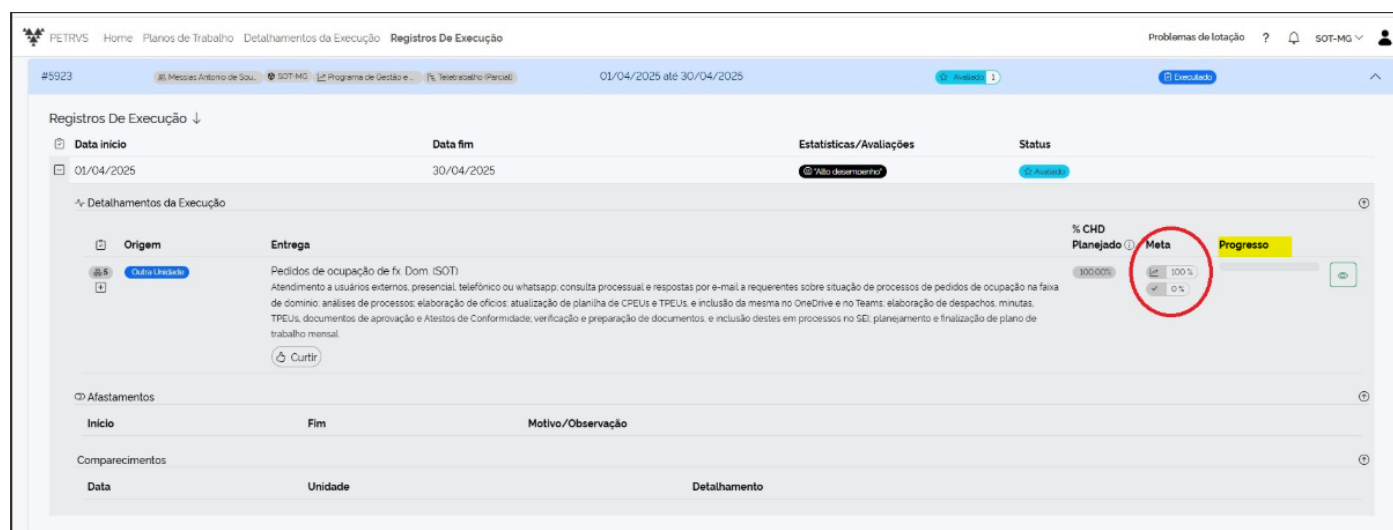 PETRVS Home Planos de Trabalho Detalhamentos da Execução Registros De Execução Problemas de lotação ? SOT-MG
#5923 Messias Antonio de Sou... SOT-MG Programa de Gestão e ... Teletrabalho (Parcial) 01/04/2025 até 30/04/2025 Avaliado 1 Executado
Registros De Execução ↓
Data início Data fim Estatísticas/Avaliações Status
01/04/2025 30/04/2025 "Alto desempenho" Avaliado
Detalhamentos da Execução
% CHD
Origem Entrega Planejado Meta Progresso
5 Outra Unidade Pedidos de ocupação de fx. Dom. (SOT) 100.00% 100 %
Atendimento a usuários externos, presencial, telefônico ou whatsapp; consulta processual e respostas por e-mail a requerentes sobre situação de processos de pedidos de ocupação na faixa
0 %
de domínio; análises de processos; elaboração de ofícios; atualização de planilha de CPEUs e TPEUs, e inclusão da mesma no OneDrive e no Teams; elaboração de despachos, minutas,
TPEUs, documentos de aprovação e Atestos de Conformidade; verificação e preparação de documentos, e inclusão destes em processos no SEI; planejamento e finalização de plano de
trabalho mensal.
Curtir
Afastamentos
Início Fim Motivo/Observação
Comparecimentos
Data Unidade Detalhamento